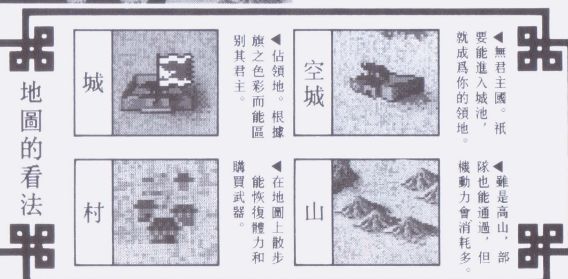 地圖的看法
城
◀佔領地。根據
旗之色彩而能區
別其君主。
空城
◀無君主國。祇
要能進入城池，
就成爲你的領地。
村
◀在地圖上散步
能恢復體力和
購買武器。
山
◀雖是高山，部
隊也能通過，但
機動力會消耗多。